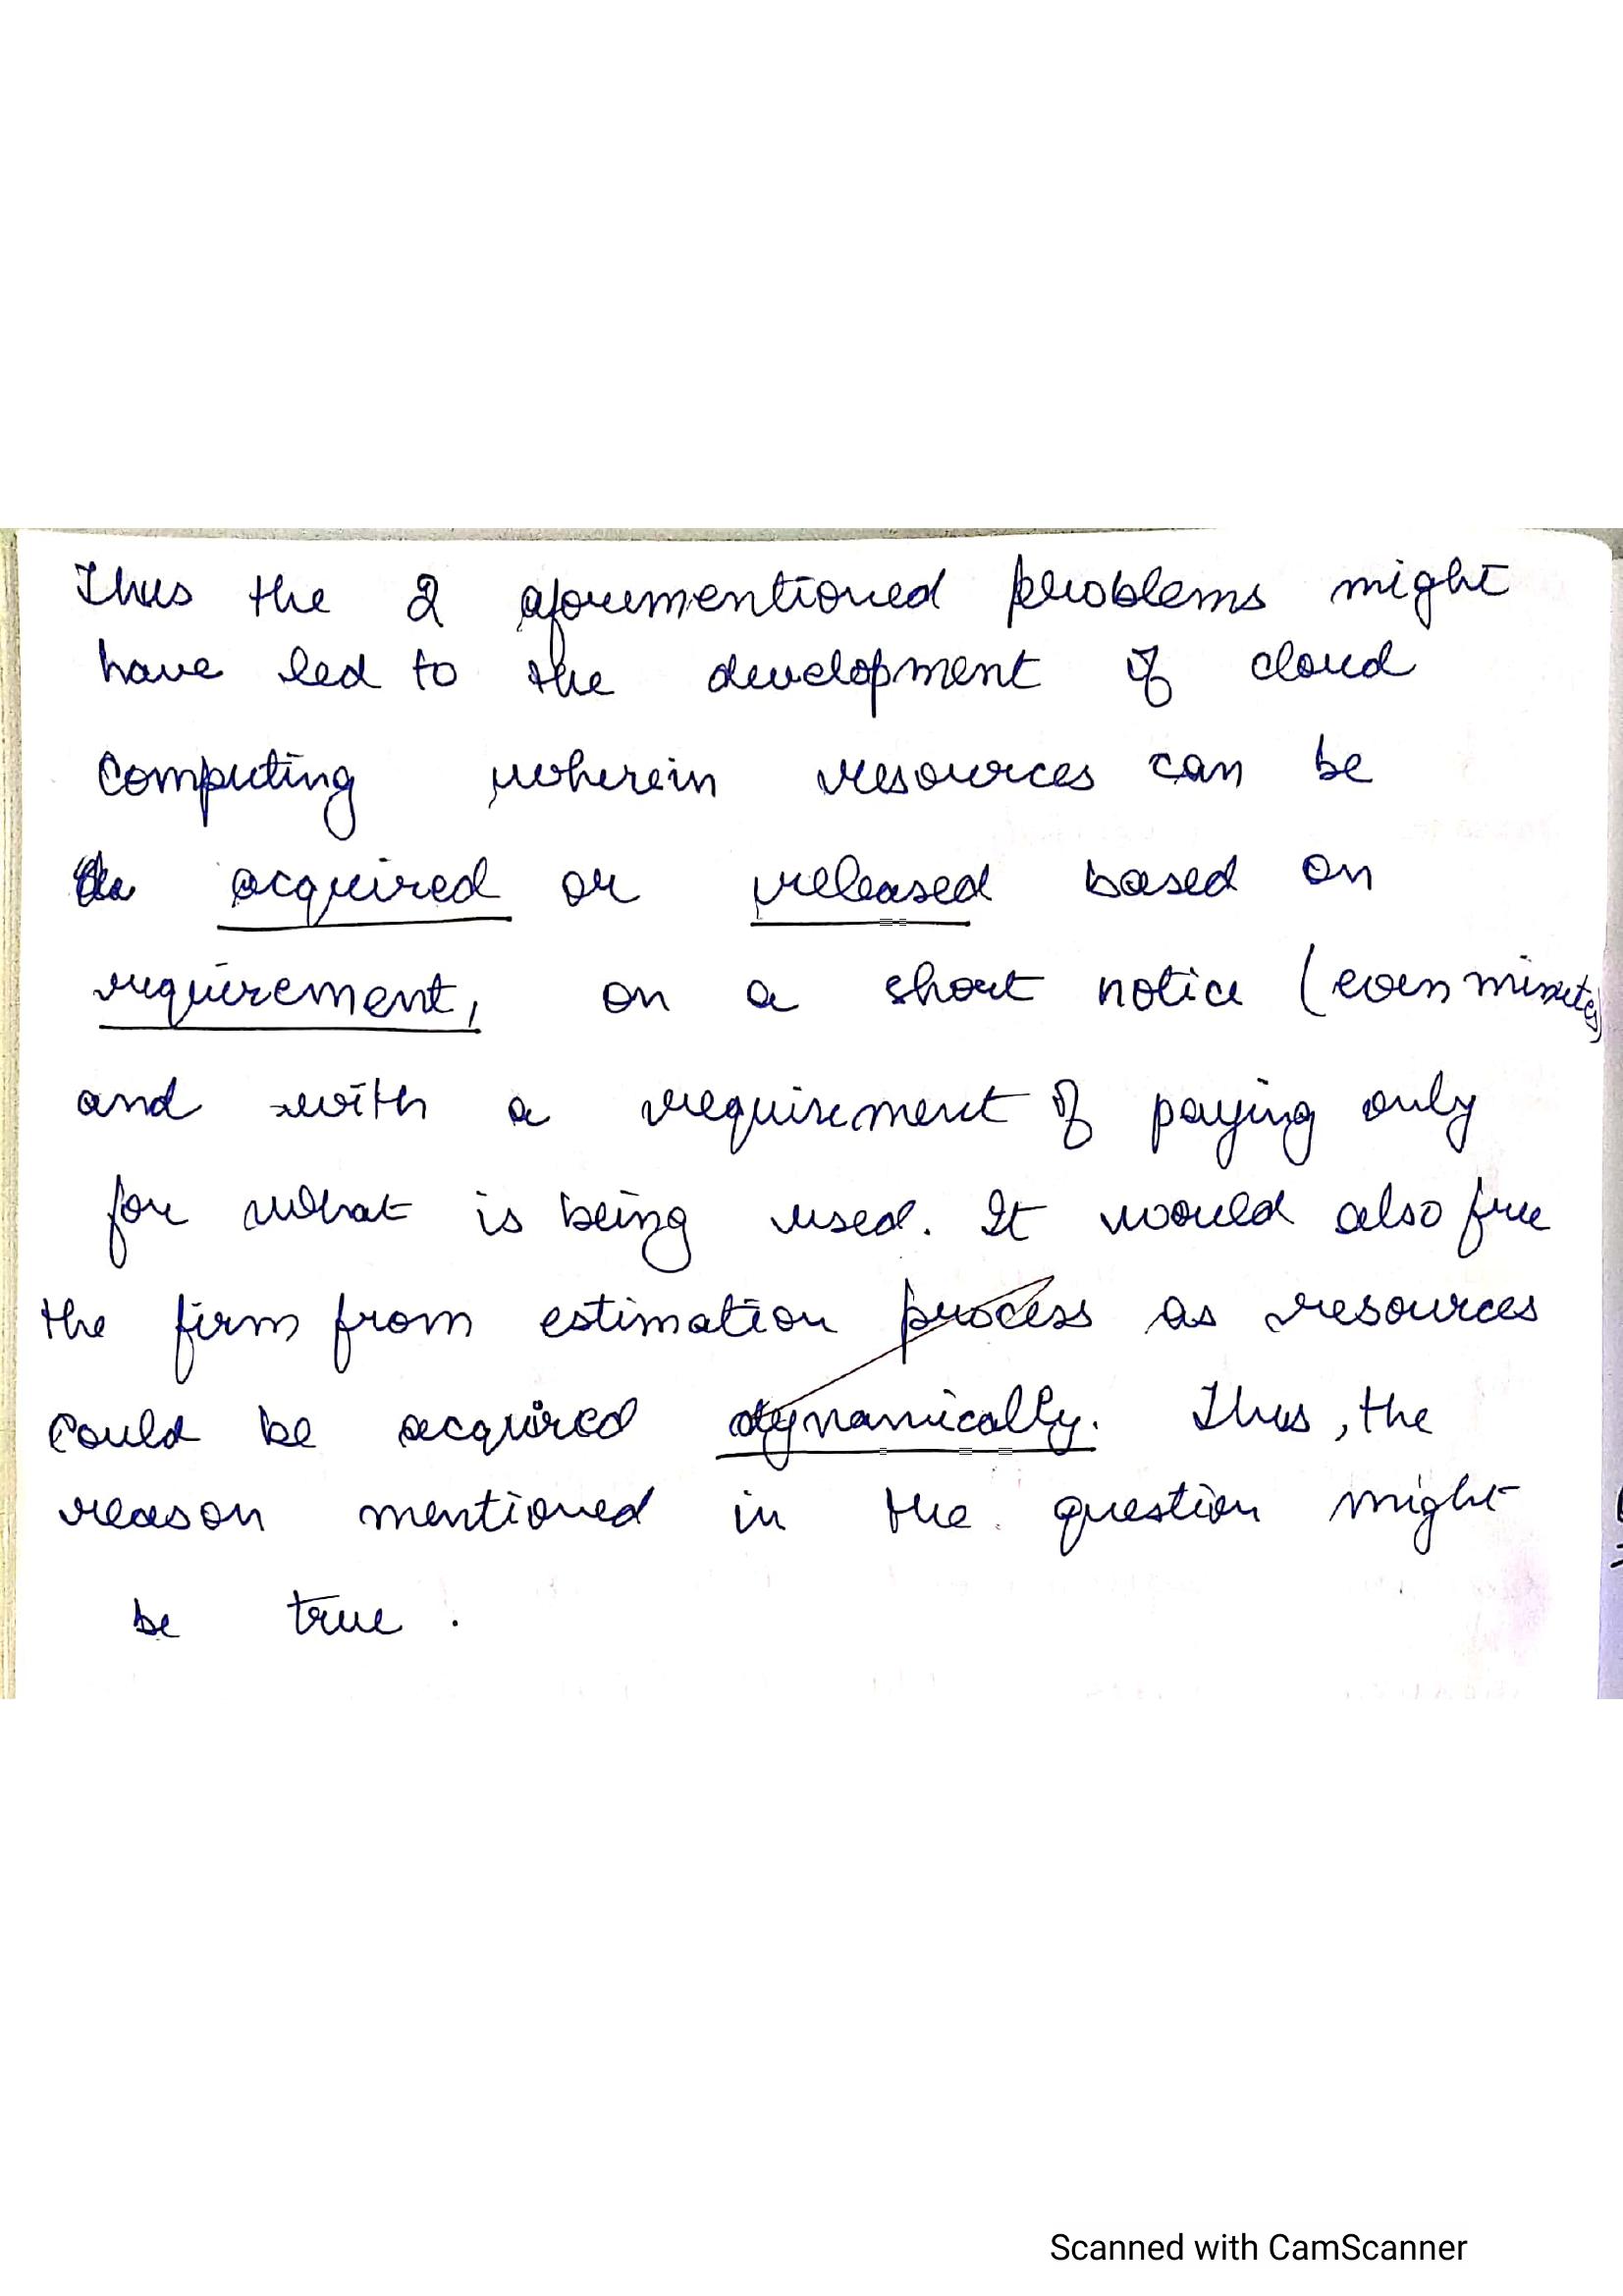 Thus the 2 aforementioned problems might
have led to the development of cloud
computing wherein resources can be
acquired or released based on
requirement, on a short notice (even minutes)
and with a requirement of paying only
for what is being used. It would also free
the firm from estimation process as resources
could be acquired dynamically. Thus, the
reason mentioned in the question might
be true.
Scanned with CamScanner